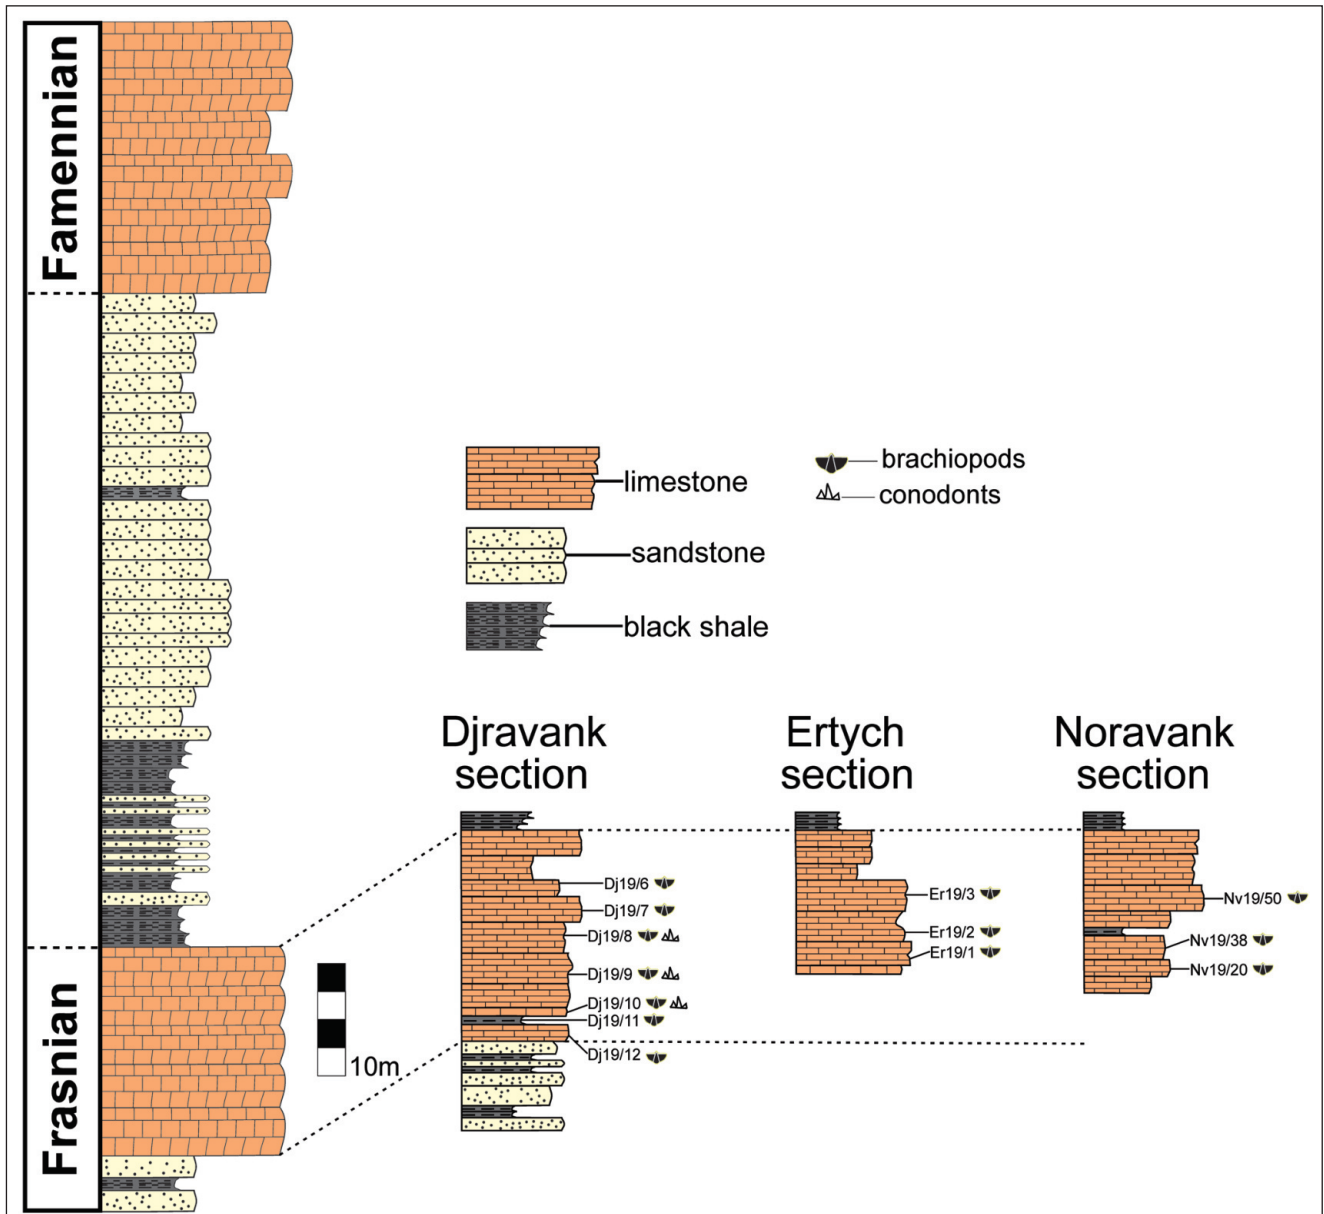 Famennian
Frasnian
limestone
sandstone
black shale
brachiopods
conodonts
10m
Djravank
section
Dj19/6
Dj19/7
Dj19/8
Dj19/9
Dj19/10
Dj19/11
Dj19/12
Ertych
section
Er19/3
Er19/2
Er19/1
Noravank
section
Nv19/50
Nv19/38
Nv19/20